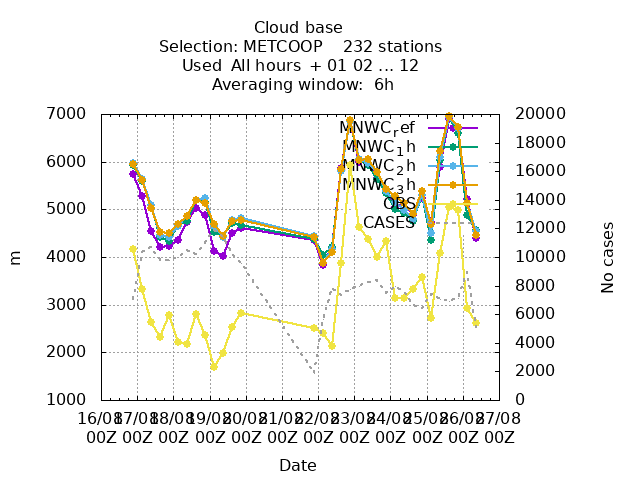 Cloud base
Selection: METCOOP 232 stations
Used All hours + 01 02 ... 12
Averaging window: 6h
7000
6000
5000
4000
3000
2000
1000
m
20000
18000
16000
14000
12000
10000
8000
6000
4000
2000
0
No cases
MNWC_ref
MNWC_1h
MNWC_2h
MNWC_3h
OBS
CASES
16/08 17/08 18/08 19/08 20/08 21/08 22/08 23/08 24/08 25/08 26/08 27/08
00Z 00Z 00Z 00Z 00Z 00Z 00Z 00Z 00Z 00Z 00Z 00Z
Date